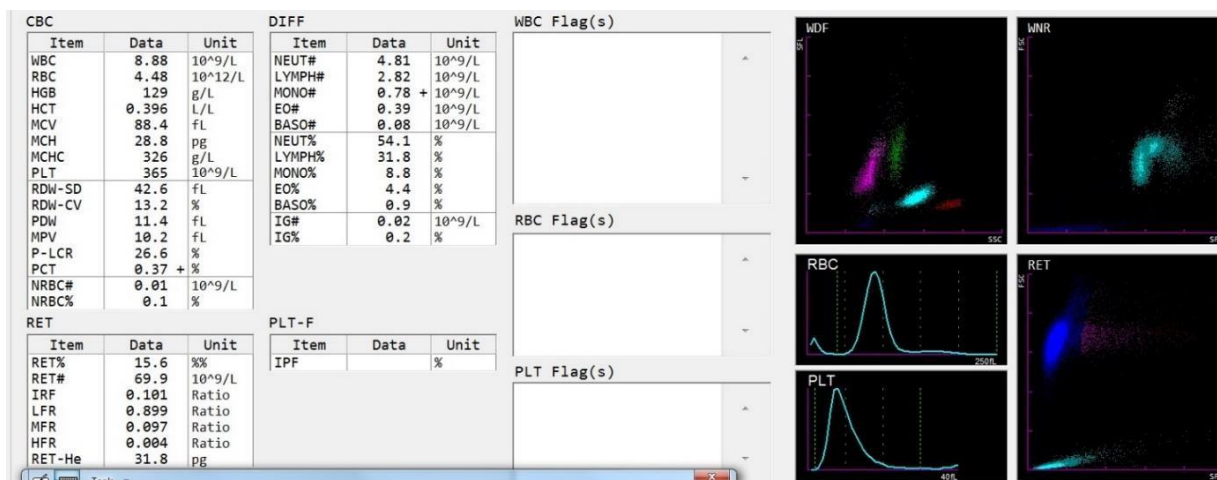 CBC
Item Data Unit
WBC 8.88 10^9/L
RBC 4.48 10^12/L
HGB 129 g/L
HCT 0.396 L/L
MCV 88.4 fL
MCH 28.8 pg
MCHC 326 g/L
PLT 365 10^9/L
RDW-SD 42.6 fL
RDW-CV 13.2 %
PDW 11.4 fL
MPV 10.2 fL
P-LCR 26.6 %
PCT 0.37 + %
NRBC# 0.01 10^9/L
NRBC% 0.1 %
RET
Item Data Unit
RET% 15.6 %%
RET# 69.9 10^9/L
IRF 0.101 Ratio
LFR 0.899 Ratio
MFR 0.097 Ratio
HFR 0.004 Ratio
RET-He 31.8 pg
DIFF
Item Data Unit
NEUT# 4.81 10^9/L
LYMPH# 2.82 10^9/L
MONO# 0.78 + 10^9/L
EO# 0.39 10^9/L
BASO# 0.08 10^9/L
NEUT% 54.1 %
LYMPH% 31.8 %
MONO% 8.8 %
EO% 4.4 %
BASO% 0.9 %
IG# 0.02 10^9/L
IG% 0.2 %
PLT-F
Item Data Unit
IPF %
WBC Flag(s)
RBC Flag(s)
PLT Flag(s)
WDF
SFL
SSC
WNR
FSC
RBC
250fL
PLT
40fL
RET
FSC